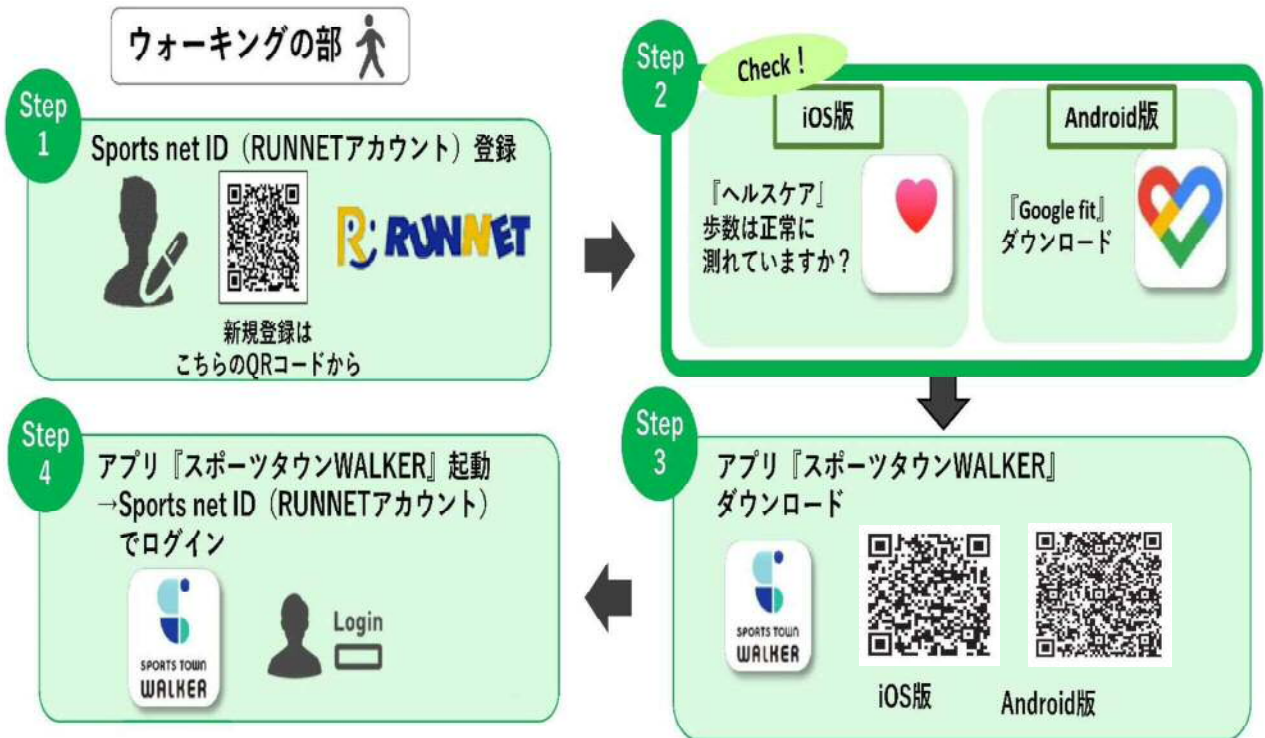 ウォーキングの部
Step
1
Sports net ID（RUNNETアカウント）登録
R: RUNNET
新規登録は
こちらのQRコードから
Step
2
Check！
iOS版
『ヘルスケア』
歩数は正常に
測れていますか？
Android版
『Google fit』
ダウンロード
Step
3
アプリ『スポーツタウンWALKER』
ダウンロード
SPORTS TOWN
WALKER
iOS版
Android版
Step
4
アプリ『スポーツタウンWALKER』起動
→Sports net ID（RUNNETアカウント）
でログイン
SPORTS TOWN
WALKER
Login